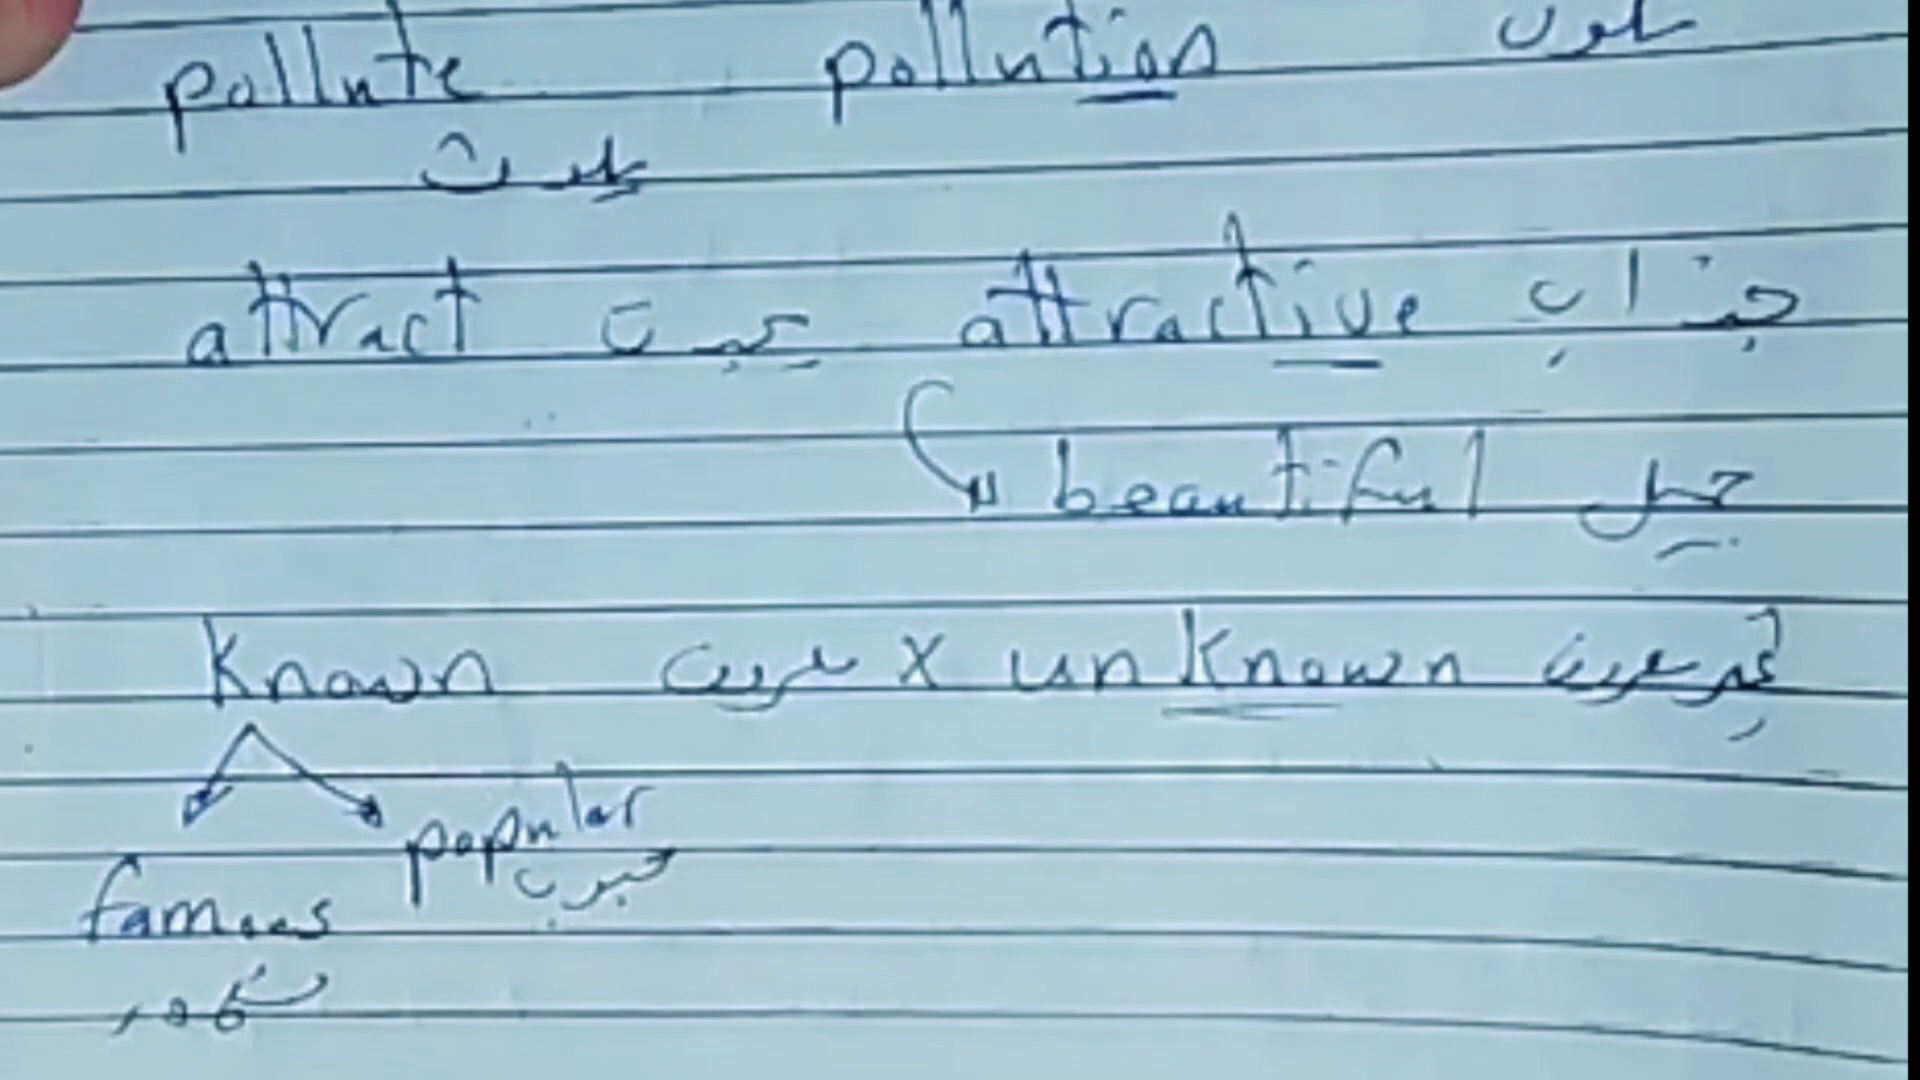 pollute pollution تلوث
يلوث
attract يجذب attractive جذاب
beautiful جميل
known معروف x unknown غير معروف
popular
famous محبوب
مشهور